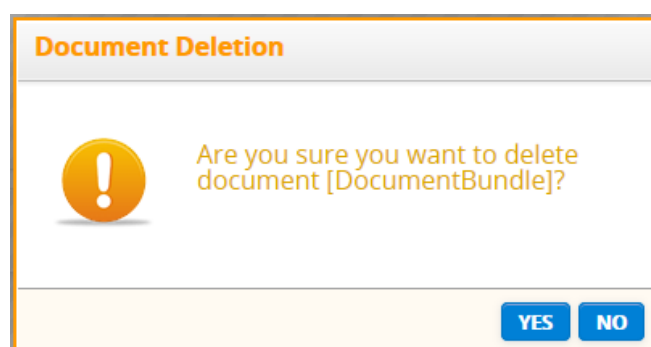 Document Deletion
Are you sure you want to delete
document [DocumentBundle]?
YES NO